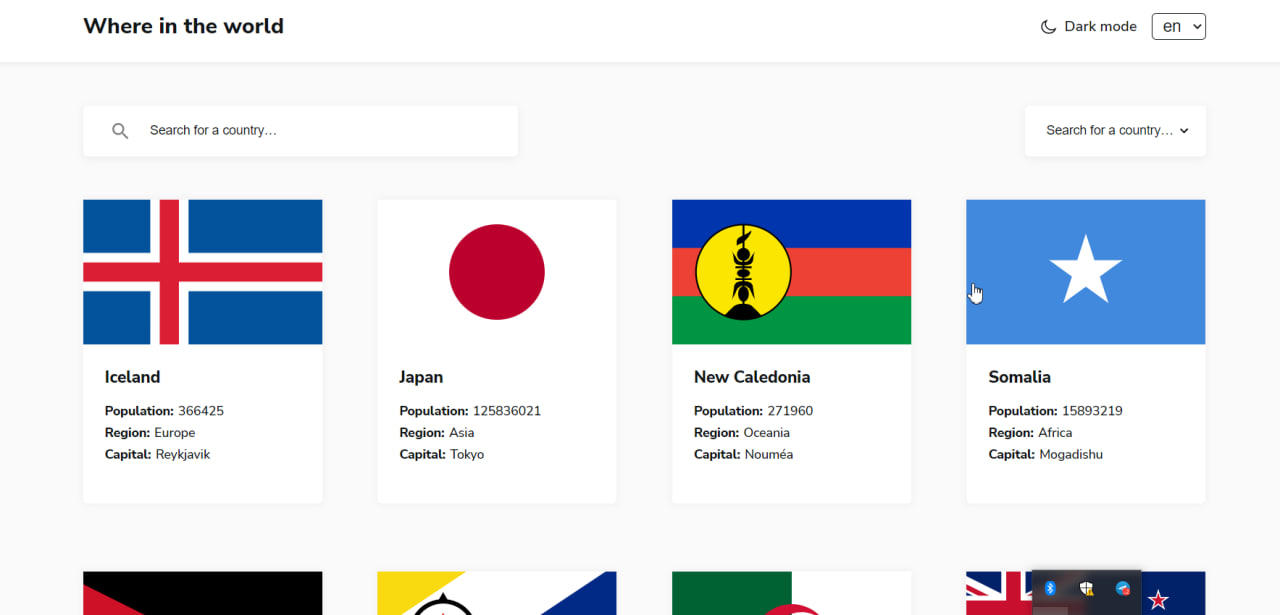 Where in the world
Dark mode
en
Search for a country…
Search for a country…
Iceland
Population: 366425
Region: Europe
Capital: Reykjavik
Japan
Population: 125836021
Region: Asia
Capital: Tokyo
New Caledonia
Population: 271960
Region: Oceania
Capital: Nouméa
Somalia
Population: 15893219
Region: Africa
Capital: Mogadishu